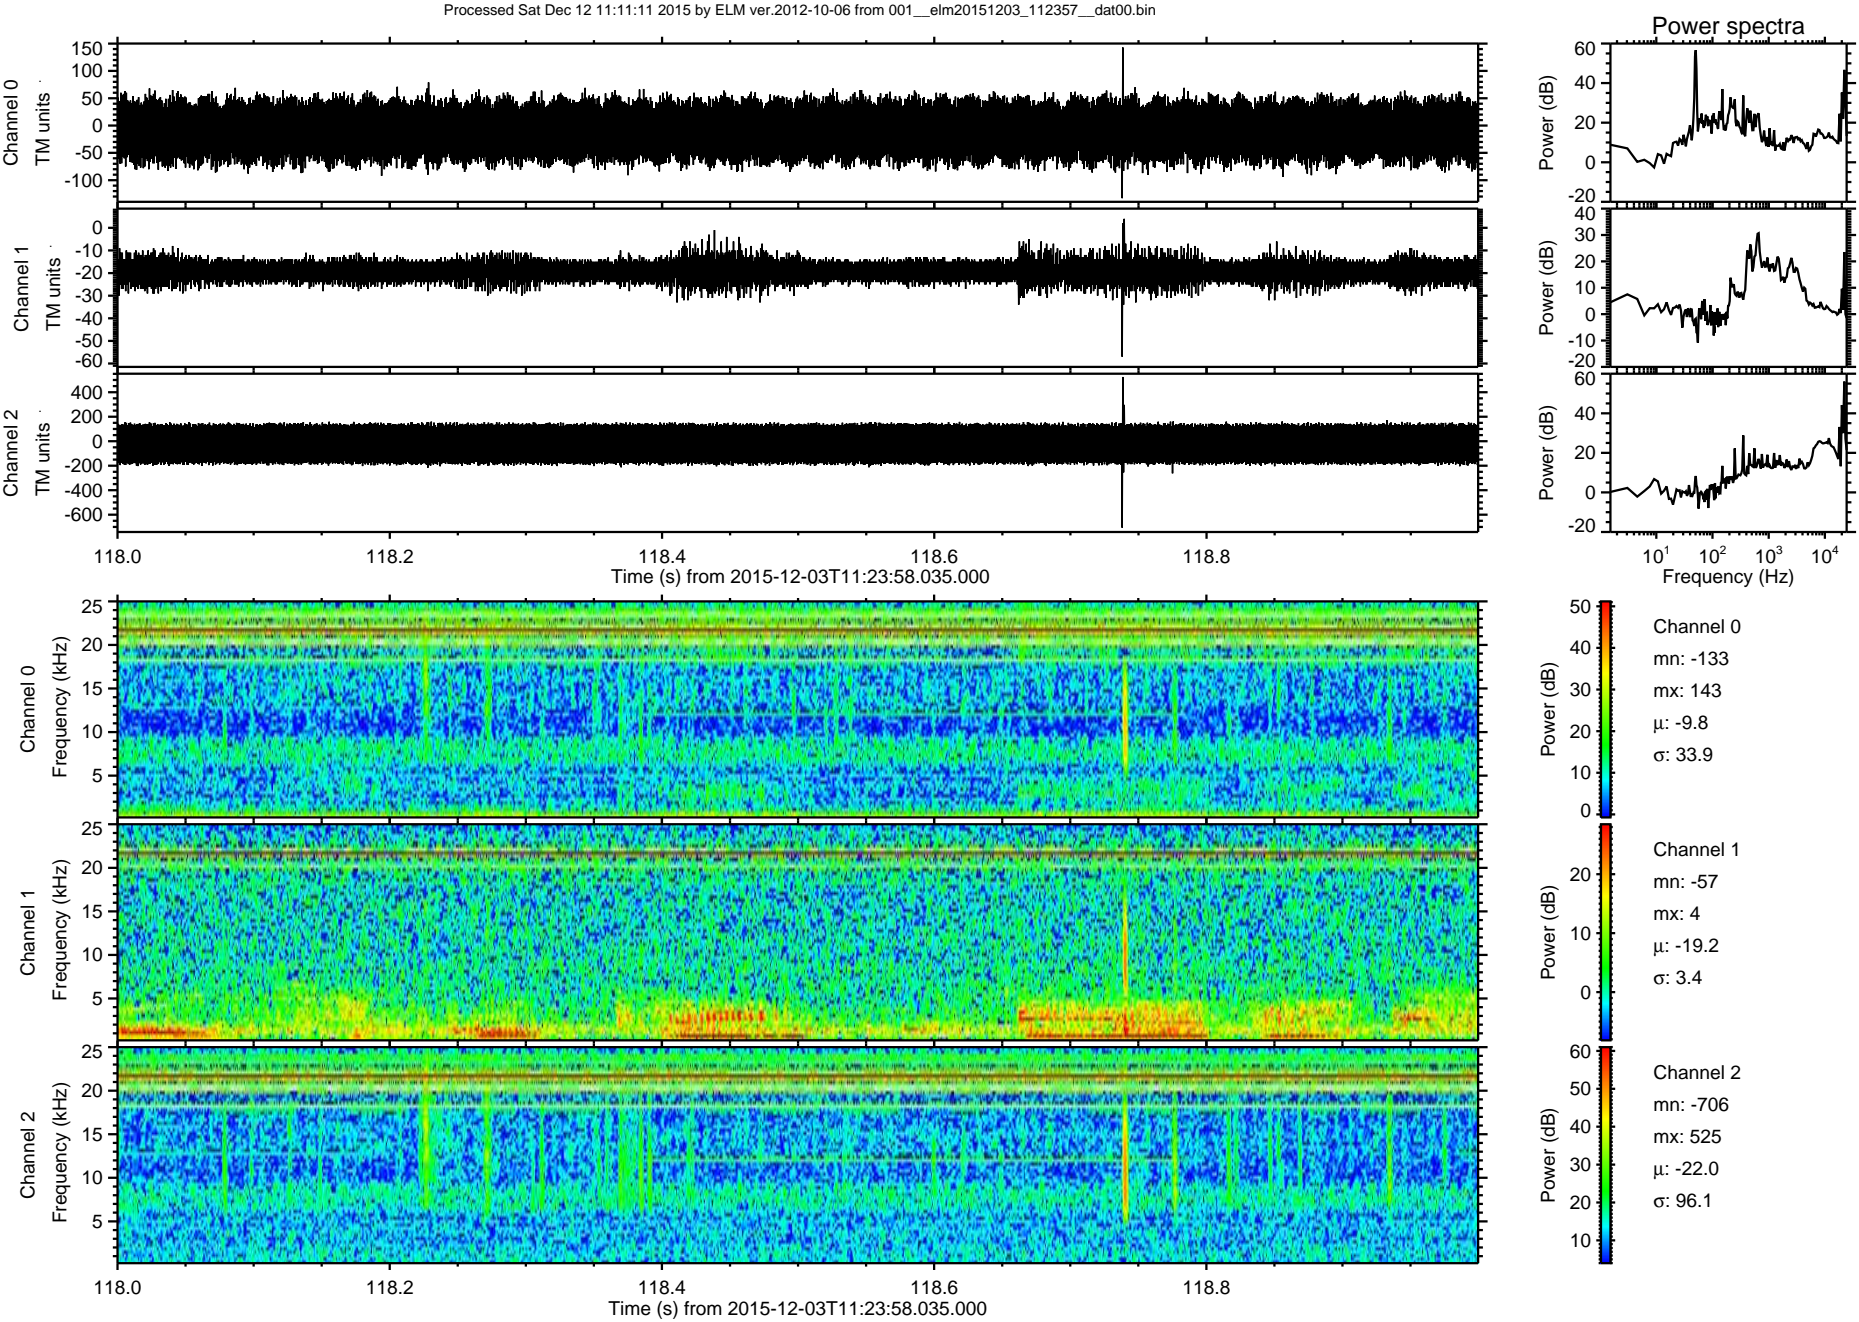 Processed Sat Dec 12 11:11:11 2015 by ELM ver.2012-10-06 from 001__elm20151203_112357__dat00.bin
Power spectra
Channel 0
TM units
150
100
50
0
-50
-100
Power (dB)
60
40
20
0
-20
Channel 1
TM units
0
-10
-20
-30
-40
-50
-60
Power (dB)
40
30
20
10
0
-10
-20
Channel 2
TM units
400
200
0
-200
-400
-600
Power (dB)
60
40
20
0
-20
118.0 118.2 118.4 118.6 118.8
Time (s) from 2015-12-03T11:23:58.035.000
10¹ 10² 10³ 10⁴
Frequency (Hz)
Channel 0
Frequency (kHz)
25
20
15
10
5
Power (dB)
50
40
30
20
10
0
Channel 0
mn: -133
mx: 143
μ: -9.8
σ: 33.9
Channel 1
Frequency (kHz)
25
20
15
10
5
Power (dB)
20
10
0
Channel 1
mn: -57
mx: 4
μ: -19.2
σ: 3.4
Channel 2
Frequency (kHz)
25
20
15
10
5
Power (dB)
60
50
40
30
20
10
Channel 2
mn: -706
mx: 525
μ: -22.0
σ: 96.1
118.0 118.2 118.4 118.6 118.8
Time (s) from 2015-12-03T11:23:58.035.000